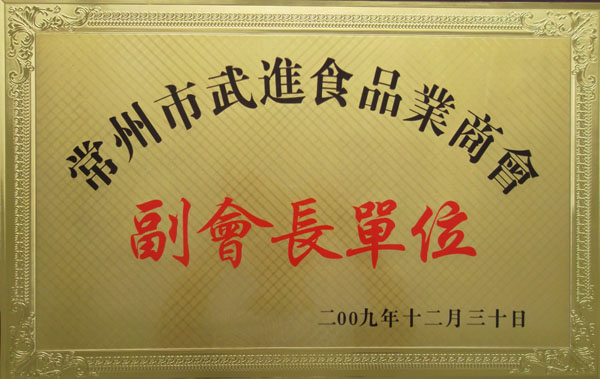 常州市武進食品業商會
副會長單位
二00九年十二月三十日